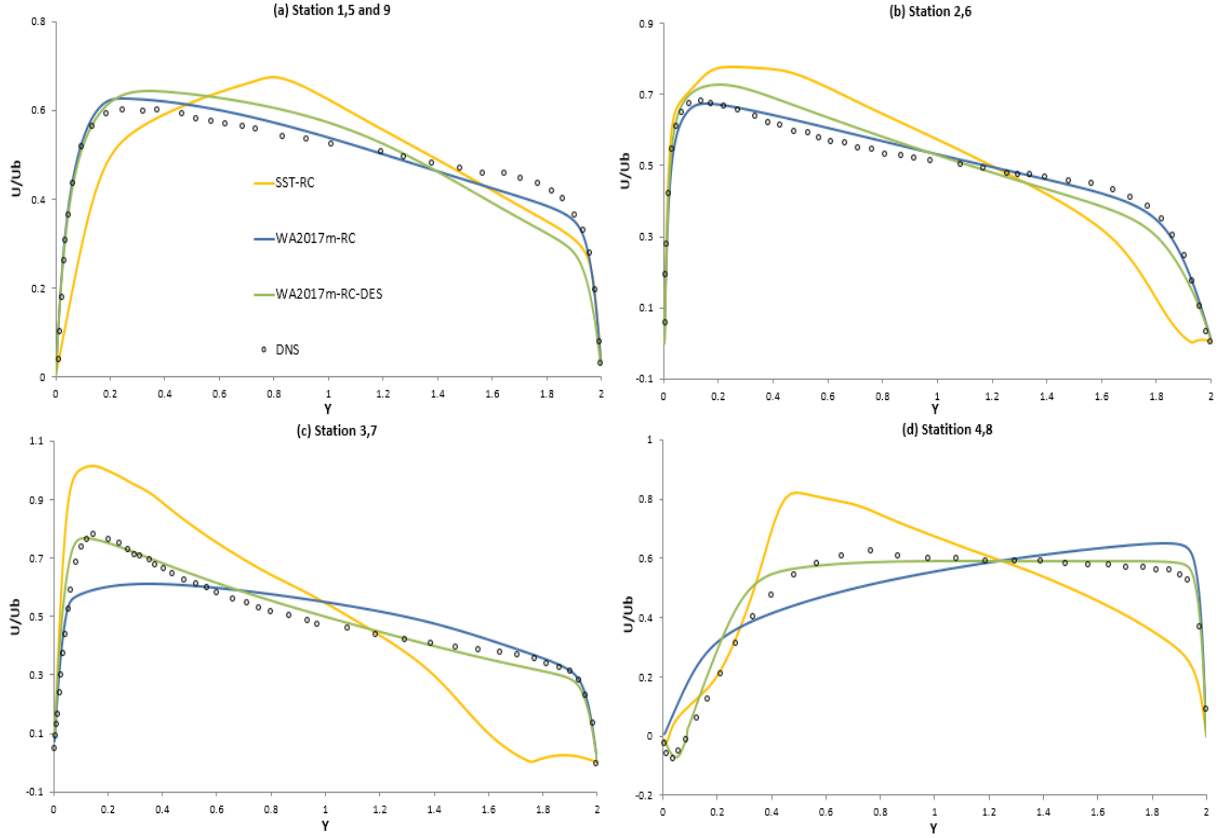 (a) Station 1,5 and 9
0.8
0.6
0.4
0.2
0
U/Ub
SST-RC
WA2017m-RC
WA2017m-RC-DES
DNS
0 0.2 0.4 0.6 0.8 1 1.2 1.4 1.6 1.8 2
Y
(b) Station 2,6
0.9
0.7
0.5
0.3
0.1
-0.1
U/Ub
0 0.2 0.4 0.6 0.8 1 1.2 1.4 1.6 1.8 2
Y
(c) Station 3,7
1.1
0.9
0.7
0.5
0.3
0.1
-0.1
U/Ub
0 0.2 0.4 0.6 0.8 1 1.2 1.4 1.6 1.8 2
Y
(d) Statition 4,8
1
0.8
0.6
0.4
0.2
0
-0.2
U/Ub
0 0.2 0.4 0.6 0.8 1 1.2 1.4 1.6 1.8 2
Y